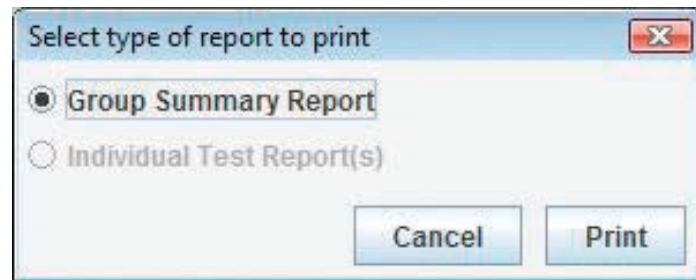 Select type of report to print
Group Summary Report
Individual Test Report(s)
Cancel Print